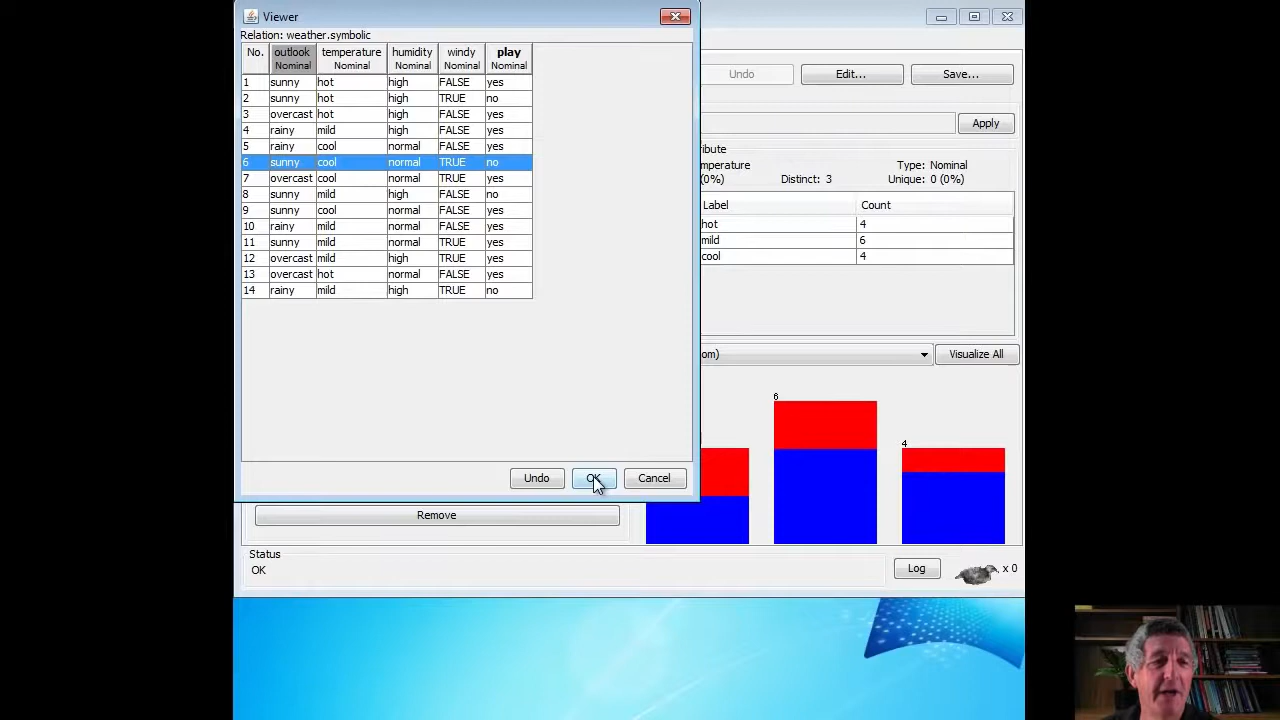 Viewer
Relation: weather.symbolic
No. outlook temperature humidity windy play
Nominal Nominal Nominal Nominal Nominal
1 sunny hot high FALSE yes
2 sunny hot high TRUE no
3 overcast hot high FALSE yes
4 rainy mild high FALSE yes
5 rainy cool normal FALSE yes
6 sunny cool normal TRUE no
7 overcast cool normal TRUE yes
8 sunny mild high FALSE no
9 sunny cool normal FALSE yes
10 rainy mild normal FALSE yes
11 sunny mild normal TRUE yes
12 overcast mild high TRUE yes
13 overcast hot normal FALSE yes
14 rainy mild high TRUE no
Undo OK Cancel
Undo Edit... Save...
Apply
ribute
mperature Type: Nominal
(0%) Distinct: 3 Unique: 0 (0%)
Label Count
hot 4
mild 6
cool 4
om) Visualize All
6
4
Remove
Status
OK
Log x 0